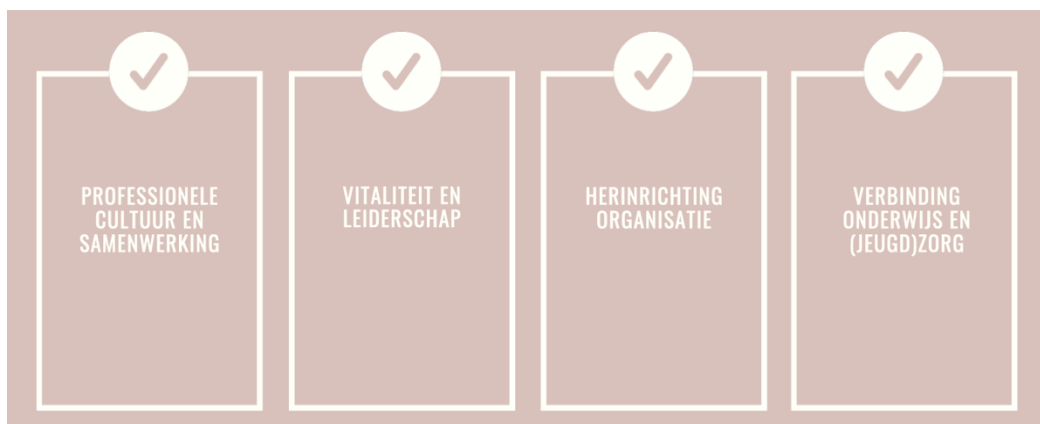 PROFESSIONELE
CULTUUR EN
SAMENWERKING
VITALITEIT EN
LEIDERSCHAP
HERINRICHTING
ORGANISATIE
VERBINDING
ONDERWIJS EN
(JEUGD)ZORG